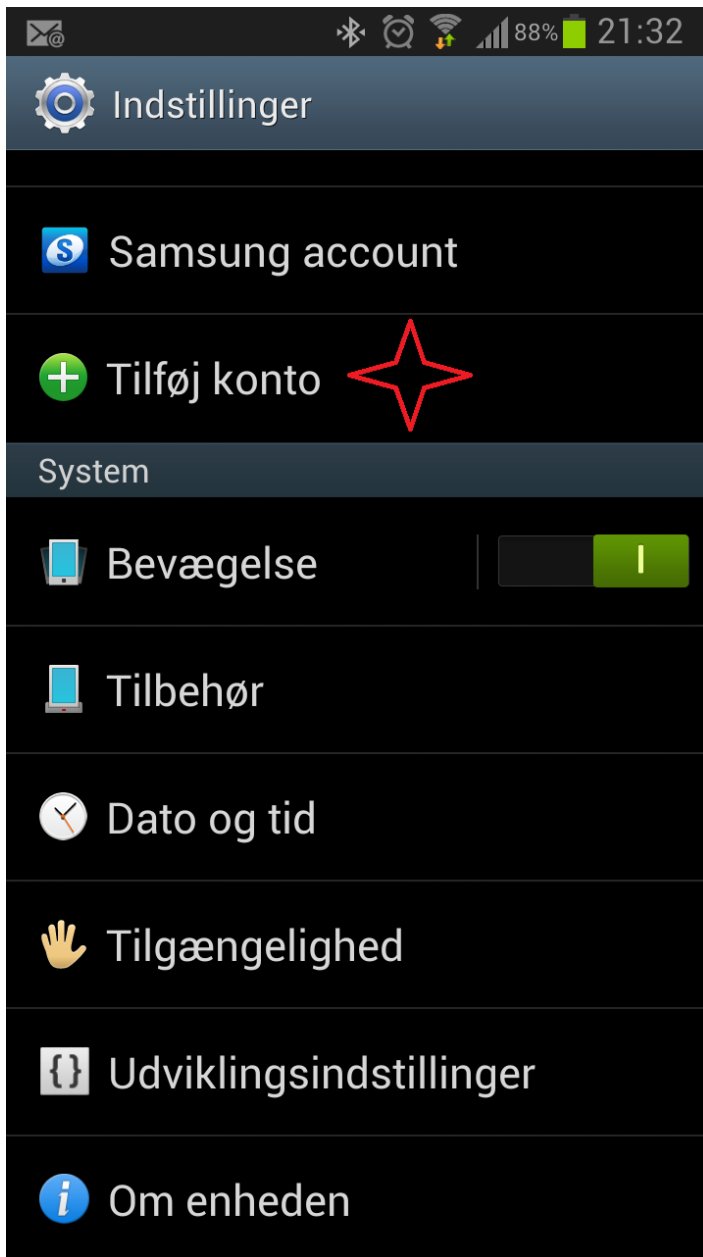 88% 21:32
Indstillinger
Samsung account
Tilføj konto
System
Bevægelse
Tilbehør
Dato og tid
Tilgængelighed
Udviklingsindstillinger
Om enheden